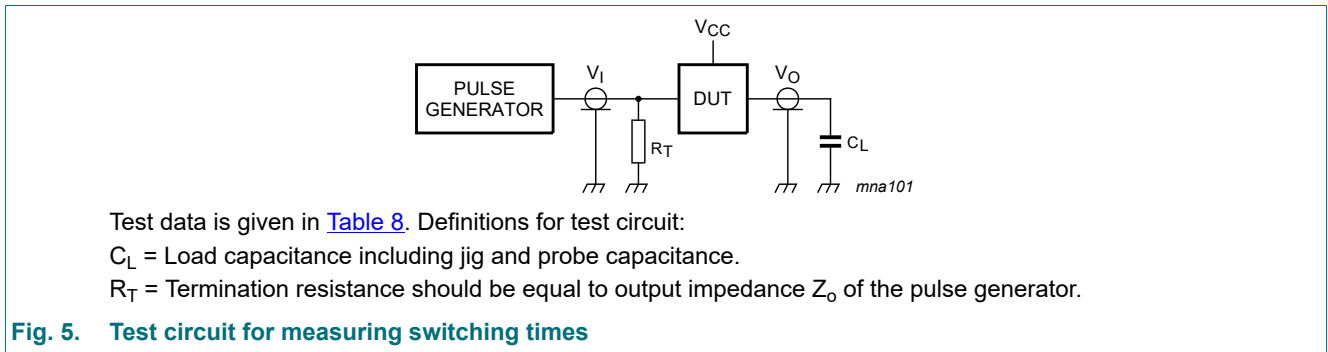 VCC
PULSE
GENERATOR
VI
DUT
VO
RT
CL
mna101
Test data is given in Table 8. Definitions for test circuit:
CL = Load capacitance including jig and probe capacitance.
RT = Termination resistance should be equal to output impedance Zo of the pulse generator.
Fig. 5. Test circuit for measuring switching times